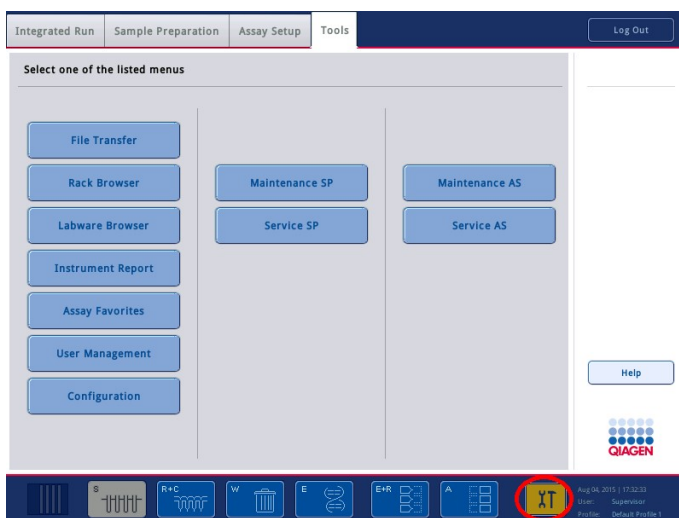 Integrated Run
Sample Preparation
Assay Setup
Tools
Log Out
Select one of the listed menus
File Transfer
Rack Browser
Maintenance SP
Maintenance AS
Labware Browser
Service SP
Service AS
Instrument Report
Assay Favorites
User Management
Help
Configuration
QIAGEN
S
R+C
W
E
E+R
A
Aug 04, 2015 | 17:32:33
User: Supervisor
Profile: Default Profile 1